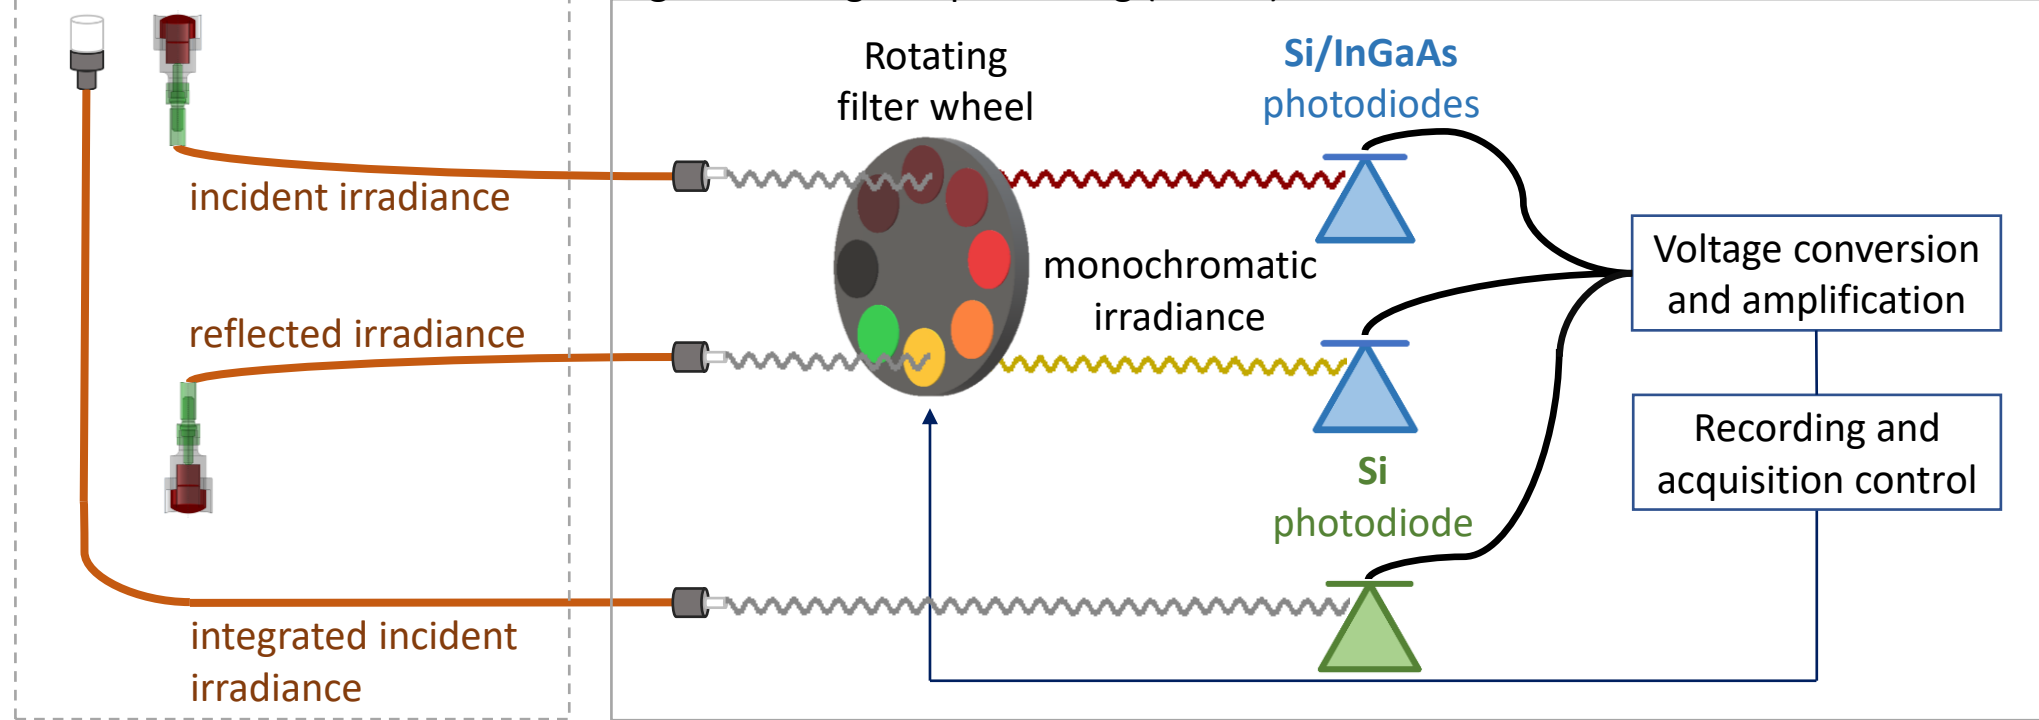 Rotating
filter wheel
Si/InGaAs
photodiodes
incident irradiance
monochromatic
irradiance
Voltage conversion
and amplification
reflected irradiance
Recording and
acquisition control
Si
photodiode
integrated incident
irradiance